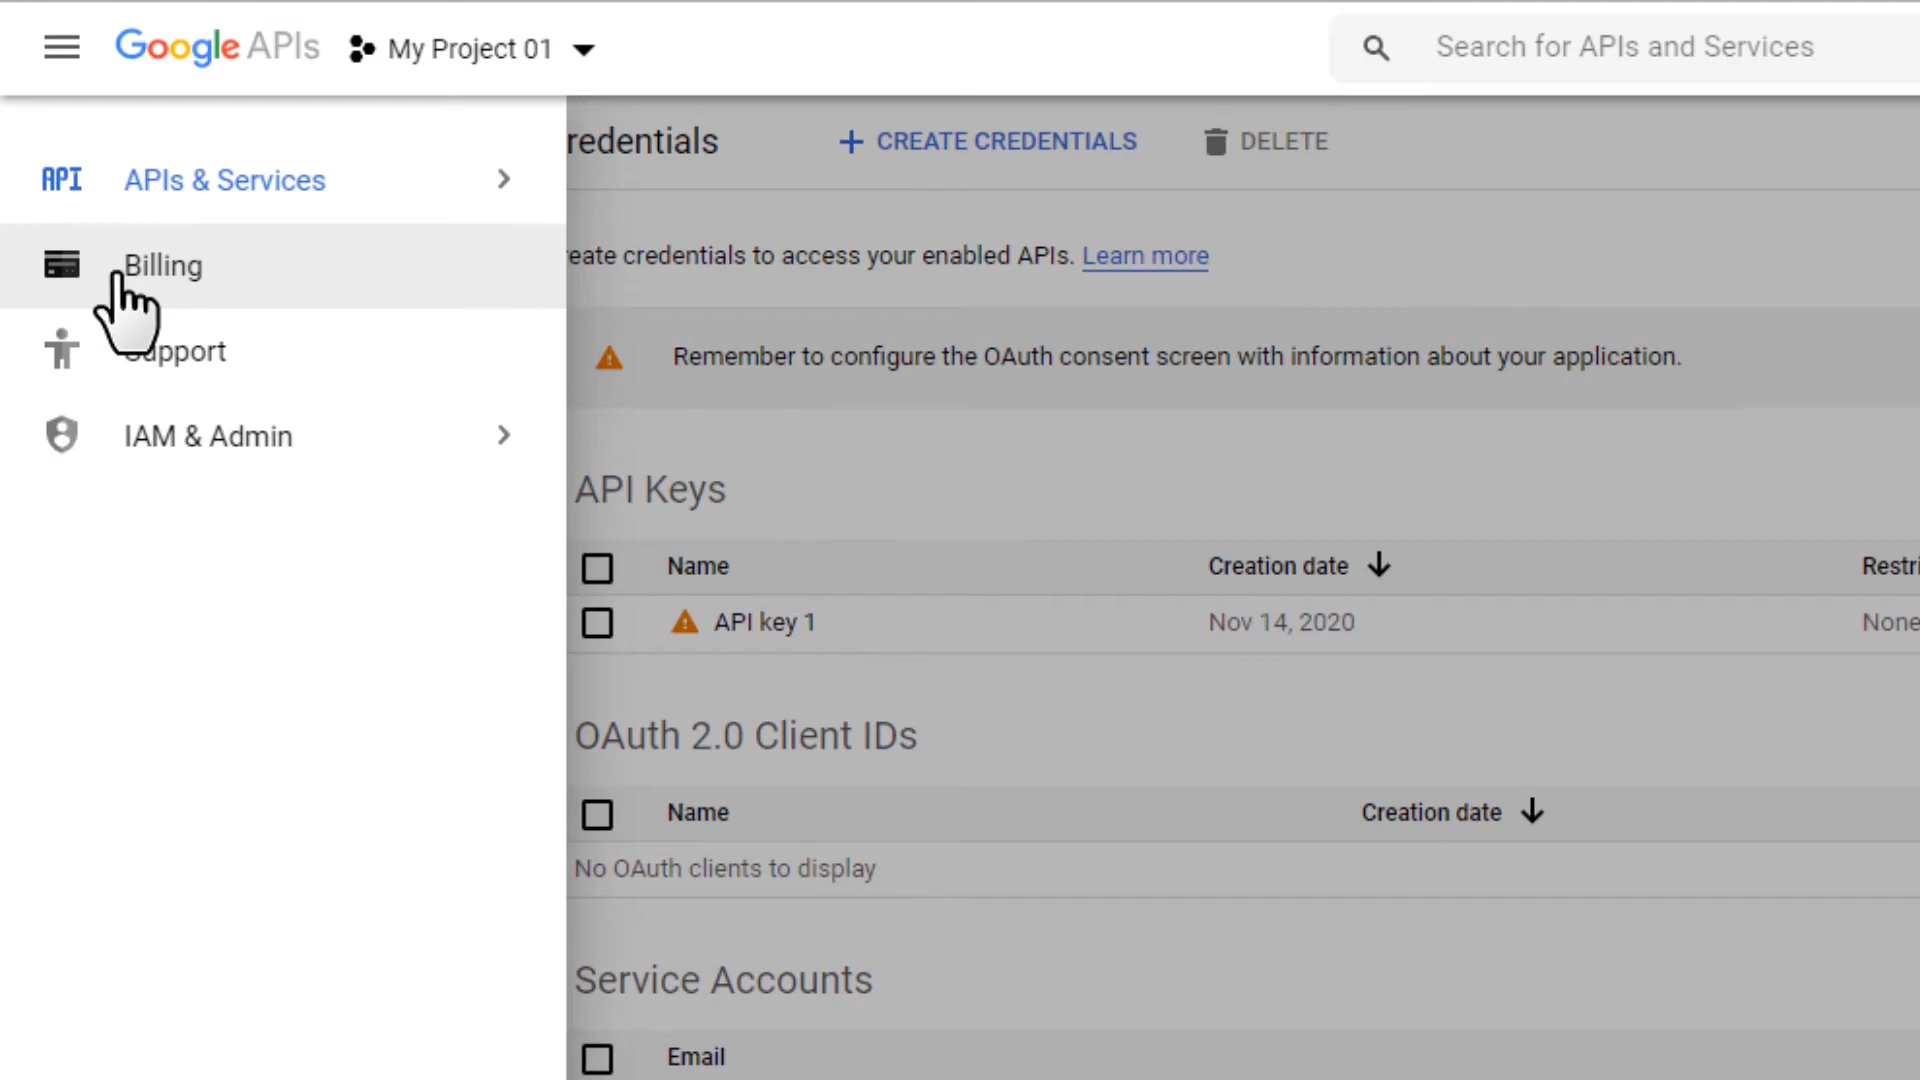 Google APIs My Project 01 Search for APIs and Services
API APIs & Services
Billing
Support
IAM & Admin
redentials + CREATE CREDENTIALS DELETE
reate credentials to access your enabled APIs. Learn more
Remember to configure the OAuth consent screen with information about your application.
API Keys
Name Creation date Restri
API key 1 Nov 14, 2020 None
OAuth 2.0 Client IDs
Name Creation date
No OAuth clients to display
Service Accounts
Email